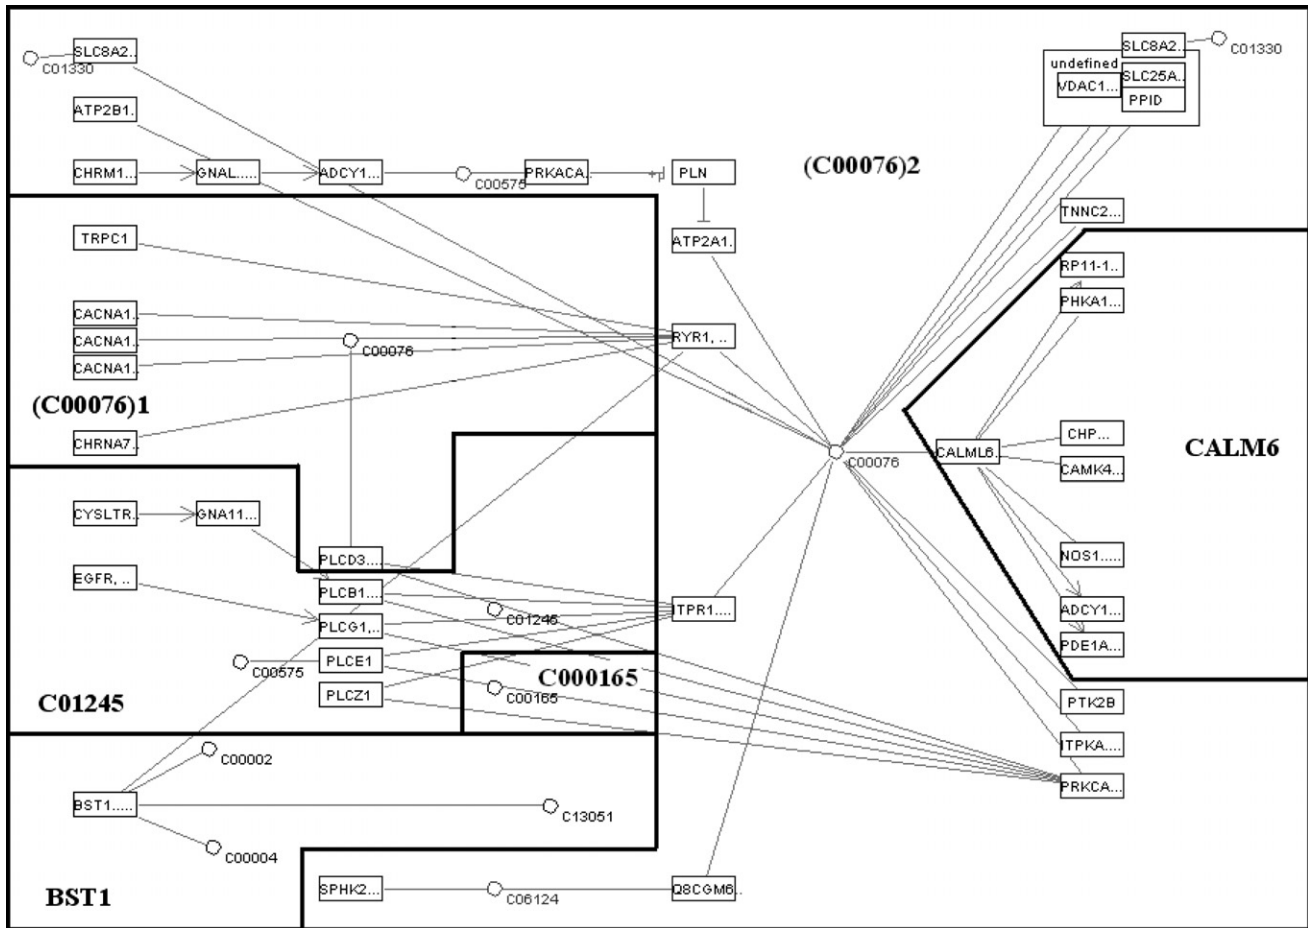 SLC8A2..
C01330
SLC8A2..
C01330
undefined
SLC25A..
VDAC1...
PPID
ATP2B1.
CHRM1...
GNAL.....
ADCY1...
C00575
PRKACA..
+p
PLN
(C00076)2
TNNC2...
TRPC1
ATP2A1.
RP11-1..
PHKA1...
CACNA1..
CACNA1..
CACNA1..
C00076
RYR1, ..
(C00076)1
CHRNA7..
CHP...
C00076
CALML6.
CAMK4...
CALM6
CYSLTR..
GNA11...
PLCD3....
NOS1.....
EGFR, ..
PLCB1....
C01245
ITPR1....
ADCY1...
PLCG1,..
PDE1A...
PLCE1
C00575
C000165
PLCZ1
C00165
C01245
PTK2B
C00002
ITPKA....
PRKCA...
BST1.....
C13051
C00004
BST1
SPHK2...
C06124
Q8CGM6..